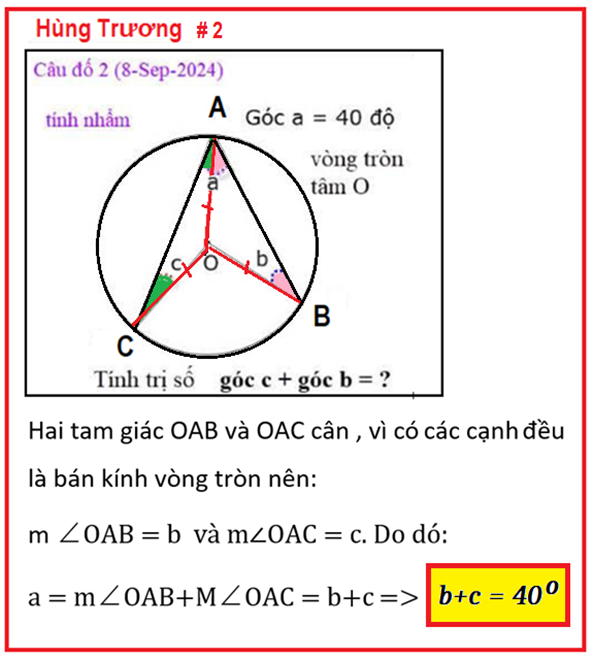 Hùng Trương # 2
Câu đố 2 (8-Sep-2024)
tính nhẩm
A
Góc a = 40 độ
vòng tròn
tâm O
a
c
O
b
B
C
Tính trị số góc c + góc b = ?
Hai tam giác OAB và OAC cân , vì có các cạnh đều
là bán kính vòng tròn nên:
m ∠OAB = b và m∠OAC = c. Do dó:
a = m∠OAB+M∠OAC = b+c => b+c = 40⁰